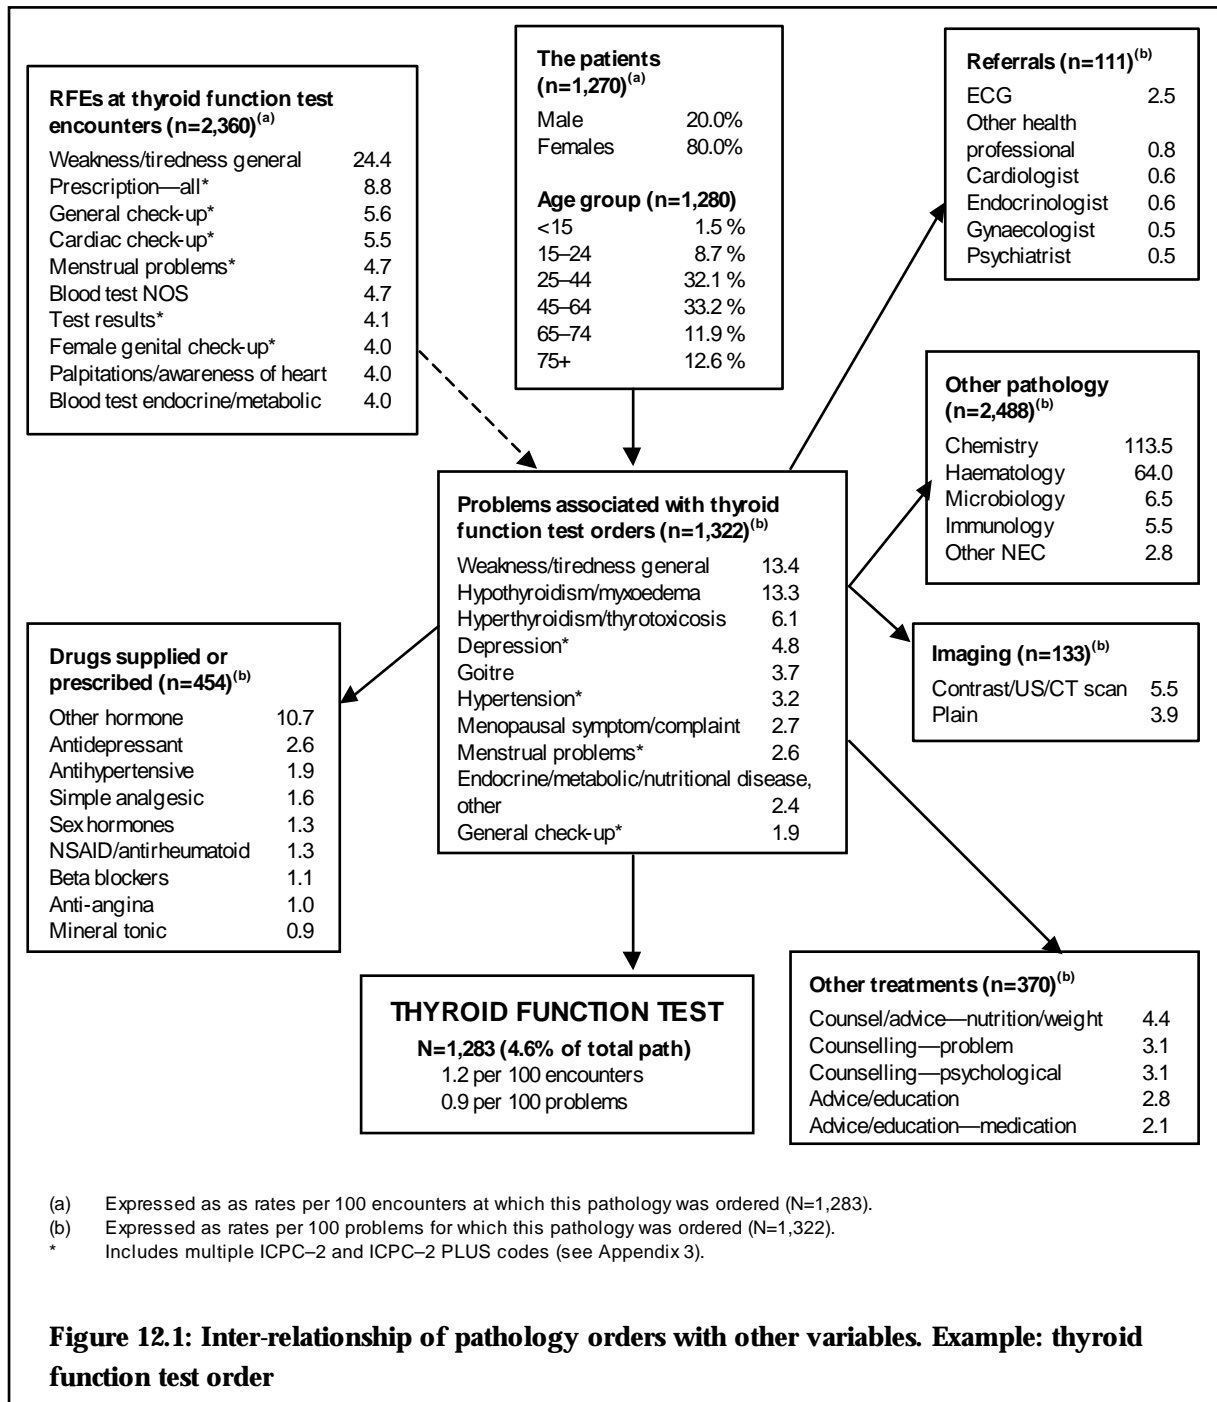 RFEs at thyroid function test
encounters (n=2,360)(a)
Weakness/tiredness general 24.4
Prescription—all* 8.8
General check-up* 5.6
Cardiac check-up* 5.5
Menstrual problems* 4.7
Blood test NOS 4.7
Test results* 4.1
Female genital check-up* 4.0
Palpitations/awareness of heart 4.0
Blood test endocrine/metabolic 4.0
The patients
(n=1,270)(a)
Male 20.0%
Females 80.0%
Age group (n=1,280)
<15 1.5 %
15–24 8.7 %
25–44 32.1 %
45–64 33.2 %
65–74 11.9 %
75+ 12.6 %
Referrals (n=111)(b)
ECG 2.5
Other health
professional 0.8
Cardiologist 0.6
Endocrinologist 0.6
Gynaecologist 0.5
Psychiatrist 0.5
Other pathology
(n=2,488)(b)
Chemistry 113.5
Haematology 64.0
Microbiology 6.5
Immunology 5.5
Other NEC 2.8
Problems associated with thyroid
function test orders (n=1,322)(b)
Weakness/tiredness general 13.4
Hypothyroidism/myxoedema 13.3
Hyperthyroidism/thyrotoxicosis 6.1
Depression* 4.8
Goitre 3.7
Hypertension* 3.2
Menopausal symptom/complaint 2.7
Menstrual problems* 2.6
Endocrine/metabolic/nutritional disease,
other 2.4
General check-up* 1.9
Imaging (n=133)(b)
Contrast/US/CT scan 5.5
Plain 3.9
Drugs supplied or
prescribed (n=454)(b)
Other hormone 10.7
Antidepressant 2.6
Antihypertensive 1.9
Simple analgesic 1.6
Sex hormones 1.3
NSAID/antirheumatoid 1.3
Beta blockers 1.1
Anti-angina 1.0
Mineral tonic 0.9
THYROID FUNCTION TEST
N=1,283 (4.6% of total path)
1.2 per 100 encounters
0.9 per 100 problems
Other treatments (n=370)(b)
Counsel/advice—nutrition/weight 4.4
Counselling—problem 3.1
Counselling—psychological 3.1
Advice/education 2.8
Advice/education—medication 2.1
(a) Expressed as as rates per 100 encounters at which this pathology was ordered (N=1,283).
(b) Expressed as rates per 100 problems for which this pathology was ordered (N=1,322).
* Includes multiple ICPC–2 and ICPC–2 PLUS codes (see Appendix 3).
Figure 12.1: Inter-relationship of pathology orders with other variables. Example: thyroid
function test order